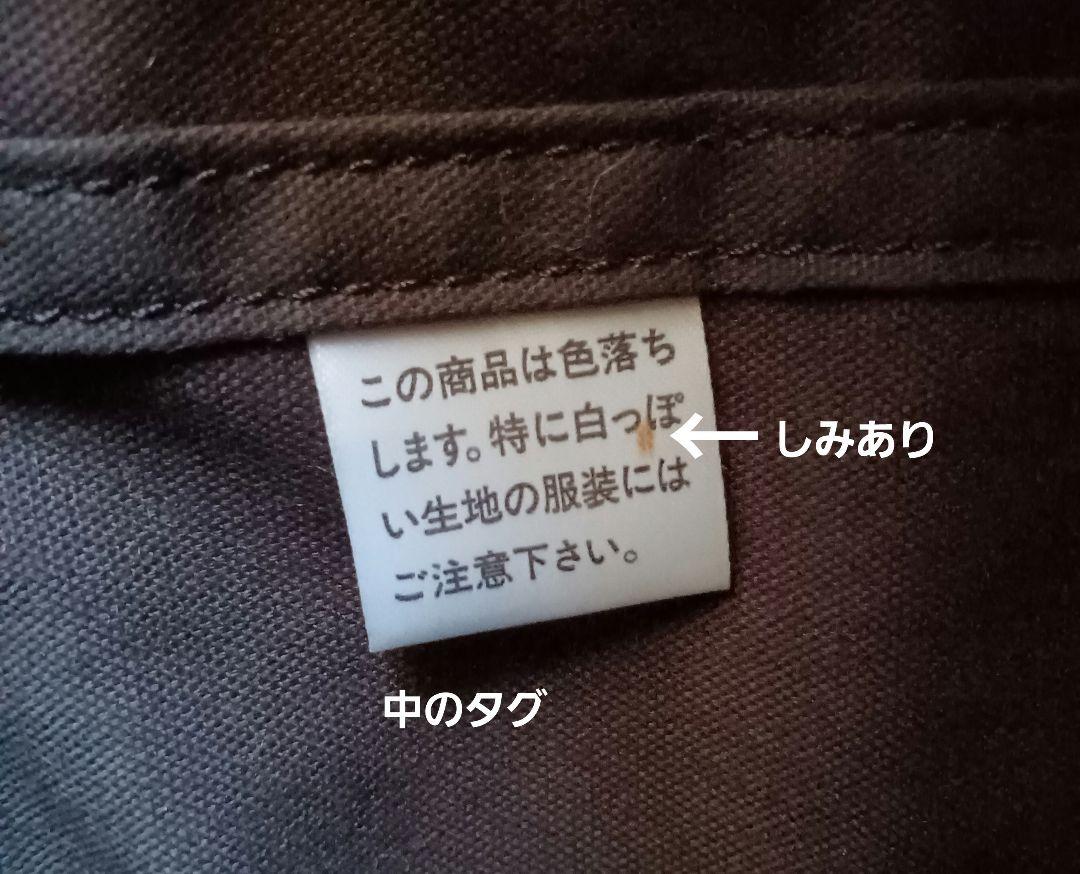 この商品は色落ち
します。特に白っぽ
い生地の服装には
ご注意下さい。
←しみあり
中のタグ